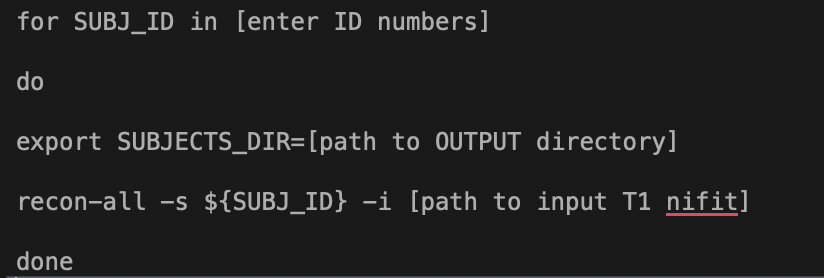 for SUBJ_ID in [enter ID numbers]
do
export SUBJECTS_DIR=[path to OUTPUT directory]
recon-all -s ${SUBJ_ID} -i [path to input T1 nifit]
done